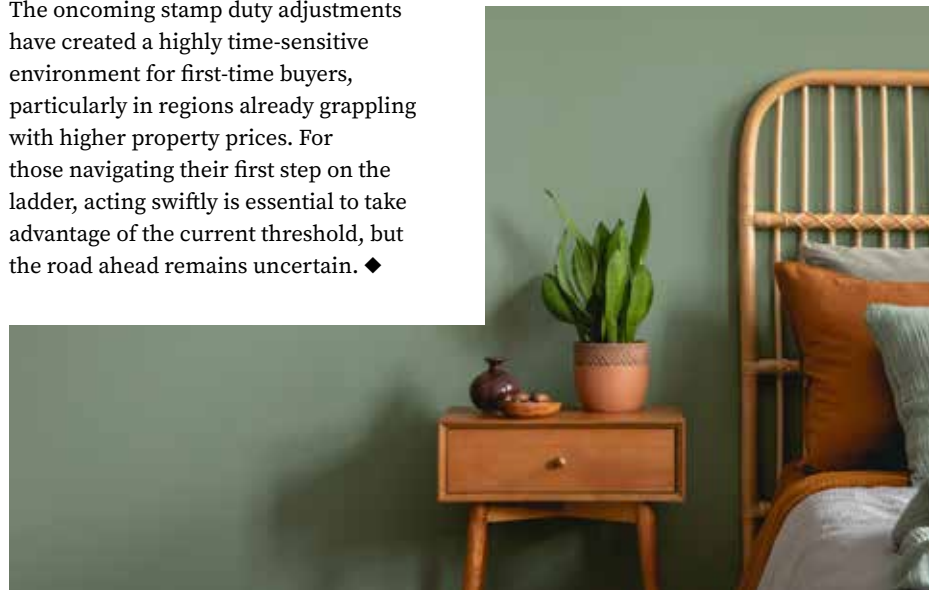 The oncoming stamp duty adjustments
have created a highly time-sensitive
environment for first-time buyers,
particularly in regions already grappling
with higher property prices. For
those navigating their first step on the
ladder, acting swiftly is essential to take
advantage of the current threshold, but
the road ahead remains uncertain. ◆